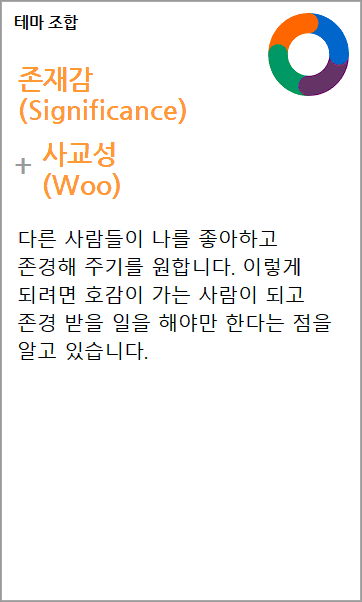 테마 조합
존재감
(Significance)
+ 사교성
(Woo)
다른 사람들이 나를 좋아하고
존경해 주기를 원합니다. 이렇게
되려면 호감이 가는 사람이 되고
존경 받을 일을 해야만 한다는 점을
알고 있습니다.